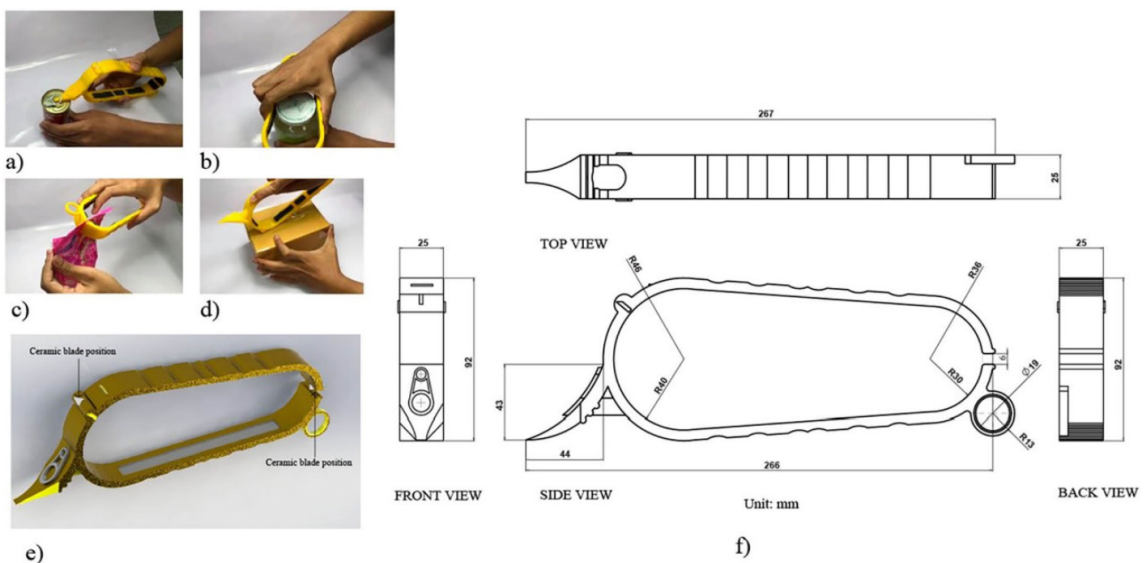 a)
b)
c)
d)
Ceramic blade position
Ceramic blade position
e)
267
25
TOP VIEW
25
92
FRONT VIEW
R46
R36
43
R40
R30
6
Ø 19
R13
44
266
SIDE VIEW
Unit: mm
25
92
BACK VIEW
f)